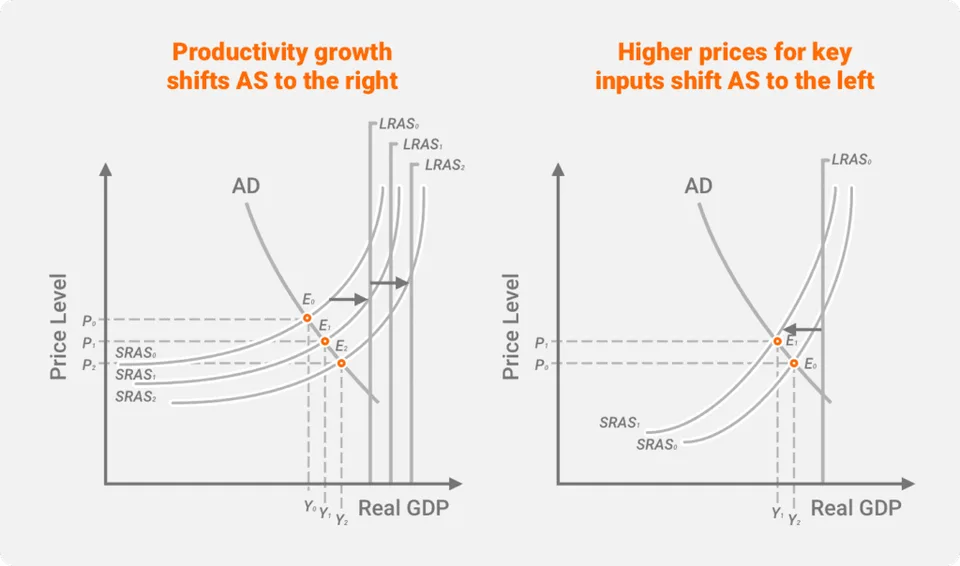 Productivity growth
shifts AS to the right
LRAS₀
LRAS₁
LRAS₂
AD
Price Level
E₀
E₁
E₂
P₀
P₁
P₂
SRAS₀
SRAS₁
SRAS₂
Y₀
Y₁
Y₂
Real GDP
Higher prices for key
inputs shift AS to the left
LRAS₀
AD
Price Level
P₁
P₀
E₁
E₀
SRAS₁
SRAS₀
Y₁
Y₂
Real GDP